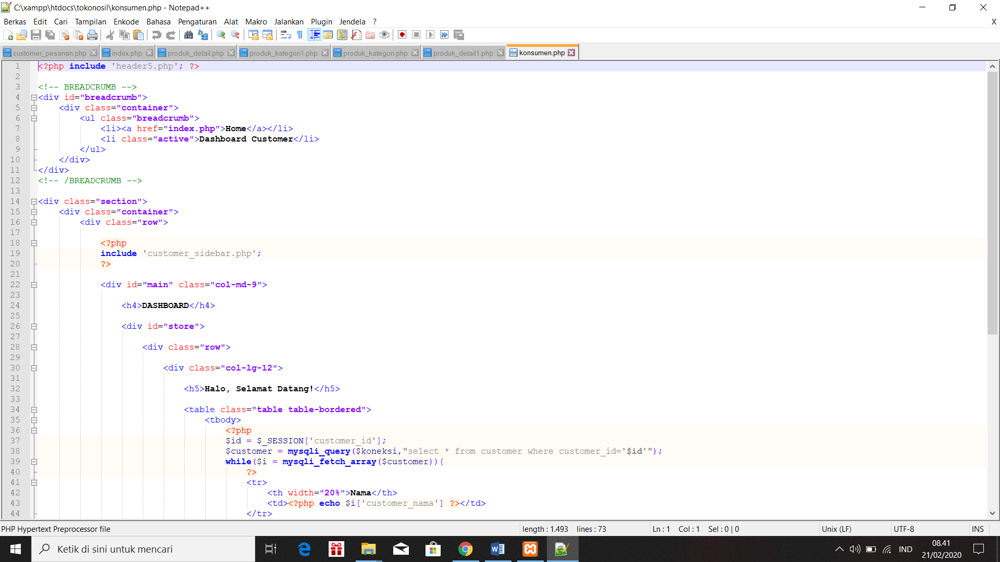 C:\xampp\htdocs\tokonosil\konsumen.php - Notepad++
Berkas Edit Cari Tampilan Enkode Bahasa Pengaturan Alat Makro Jalankan Plugin Jendela ? X
customer_pesanan.php index.php produk_detail.php produk_kategori1.php produk_kategori.php produk_detail1.php konsumen.php
1 <?php include 'header5.php'; ?>
2
3 <!-- BREADCRUMB -->
4 <div id="breadcrumb">
5 <div class="container">
6 <ul class="breadcrumb">
7 <li><a href="index.php">Home</a></li>
8 <li class="active">Dashboard Customer</li>
9 </ul>
10 </div>
11 </div>
12 <!-- /BREADCRUMB -->
13
14 <div class="section">
15 <div class="container">
16 <div class="row">
17
18 <?php
19 include 'customer_sidebar.php';
20 ?>
21
22 <div id="main" class="col-md-9">
23
24 <h4>DASHBOARD</h4>
25
26 <div id="store">
27
28 <div class="row">
29
30 <div class="col-lg-12">
31
32 <h5>Halo, Selamat Datang!</h5>
33
34 <table class="table table-bordered">
35 <tbody>
36 <?php
37 $id = $_SESSION['customer_id'];
38 $customer = mysqli_query($koneksi,"select * from customer where customer_id='$id'");
39 while($i = mysqli_fetch_array($customer)){
40 ?>
41 <tr>
42 <th width="20%">Nama</th>
43 <td><?php echo $i['customer_nama'] ?></td>
44 </tr>
PHP Hypertext Preprocessor file length : 1.493 lines : 73 Ln : 1 Col : 1 Sel : 0 | 0 Unix (LF) UTF-8 INS
Ketik di sini untuk mencari IND 08.41
21/02/2020